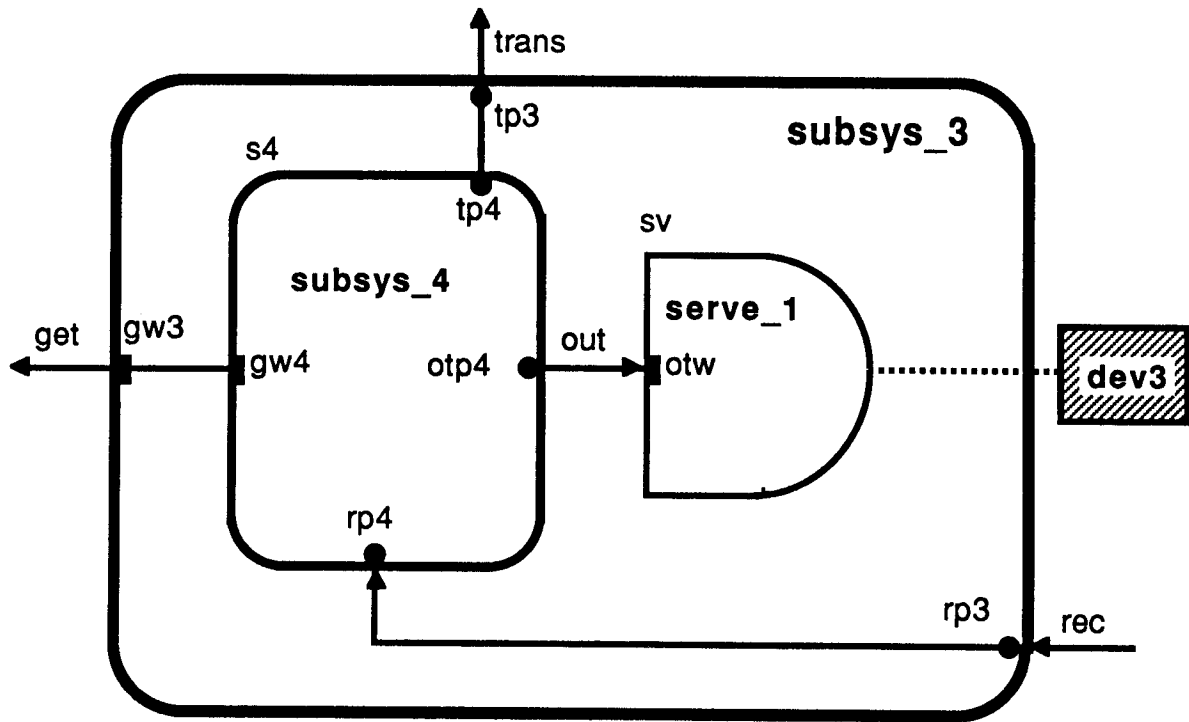 trans
tp3
subsys_3
s4
tp4
sv
subsys_4
serve_1
get
gw3
gw4
otp4
out
otw
dev3
rp4
rp3
rec